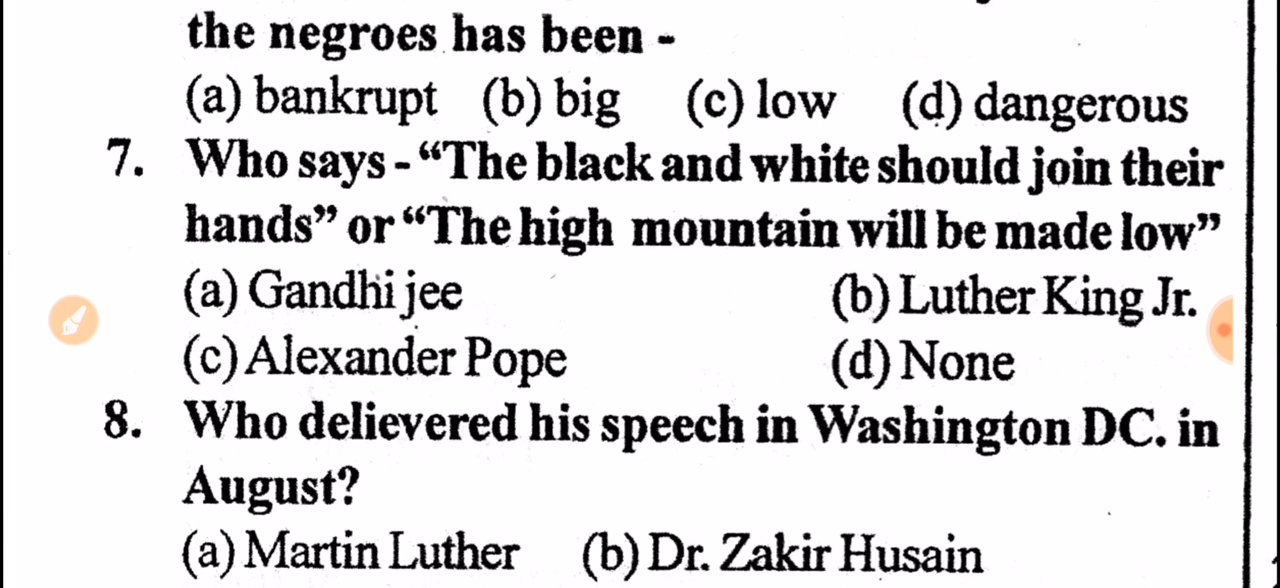 the negroes has been -
(a) bankrupt (b) big (c) low (d) dangerous
7. Who says - “The black and white should join their
hands” or “The high mountain will be made low”
(a) Gandhi jee (b) Luther King Jr.
(c) Alexander Pope (d) None
8. Who delievered his speech in Washington DC. in
August?
(a) Martin Luther (b) Dr. Zakir Husain